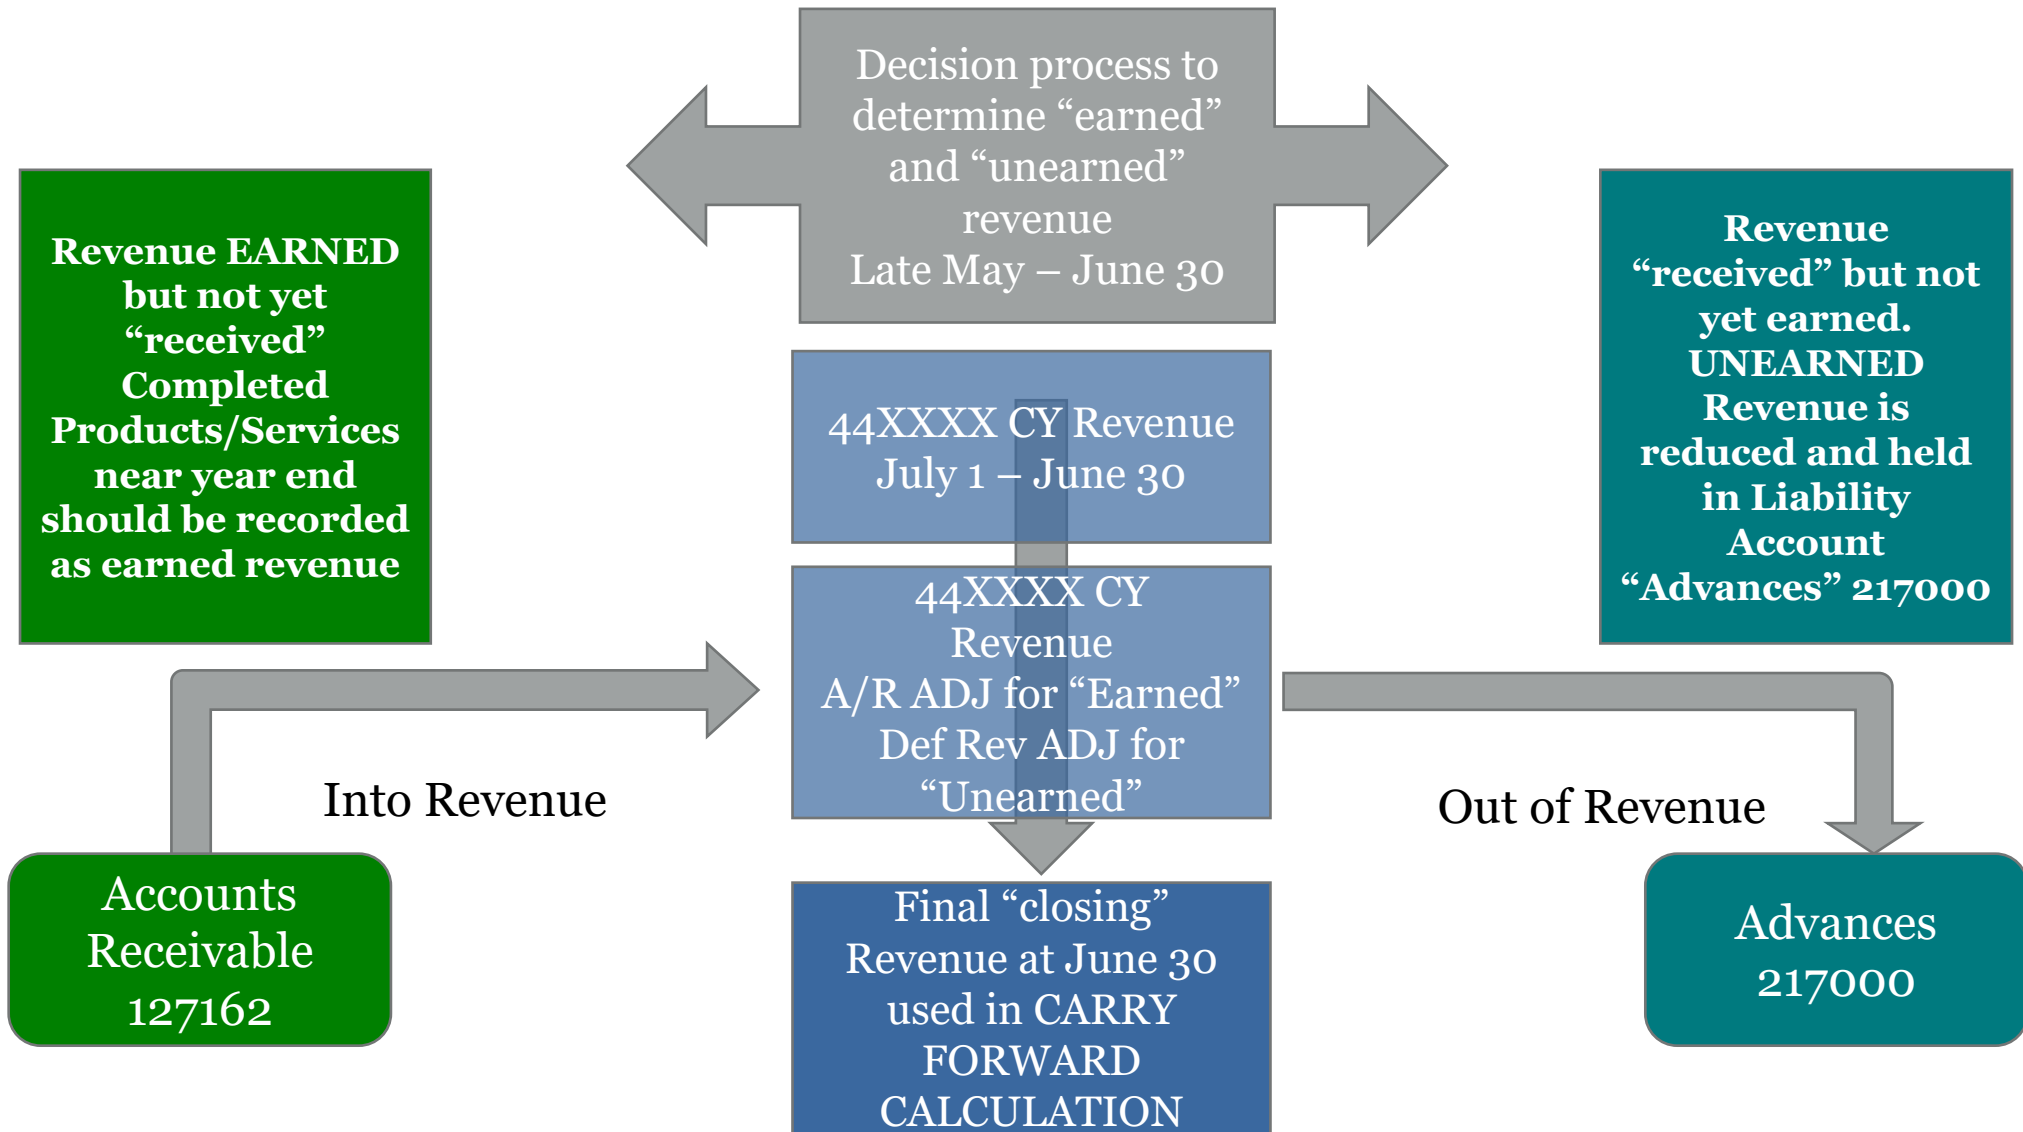 Decision process to
determine “earned”
and “unearned”
revenue
Late May – June 30
Revenue EARNED
but not yet
“received”
Completed
Products/Services
near year end
should be recorded
as earned revenue
Revenue
“received” but not
yet earned.
UNEARNED
Revenue is
reduced and held
in Liability
Account
“Advances” 217000
44XXXX CY Revenue
July 1 – June 30
44XXXX CY
Revenue
A/R ADJ for “Earned”
Def Rev ADJ for
“Unearned”
Into Revenue
Out of Revenue
Accounts
Receivable
127162
Final “closing”
Revenue at June 30
used in CARRY
FORWARD
CALCULATION
Advances
217000